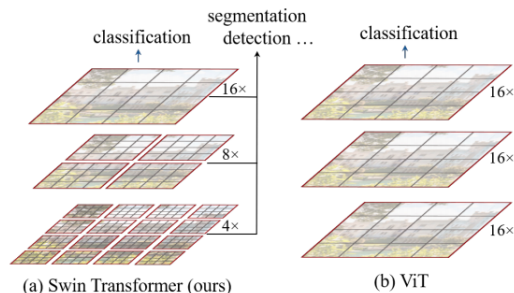 segmentation
detection ...
classification
classification
16×
8×
4×
16×
16×
16×
(a) Swin Transformer (ours)
(b) ViT